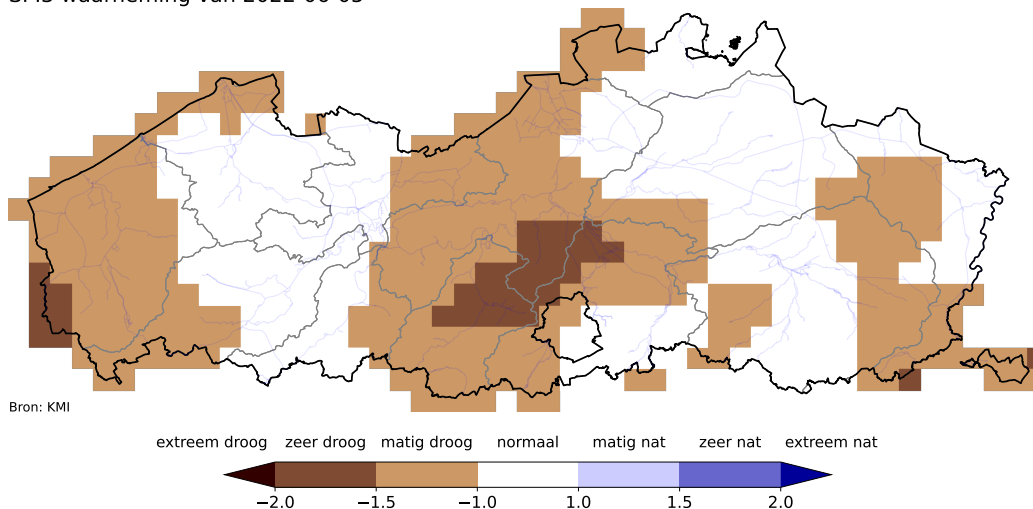 Bron: KMI
extreem droog zeer droog matig droog normaal matig nat zeer nat extreem nat
−2.0 −1.5 −1.0 1.0 1.5 2.0